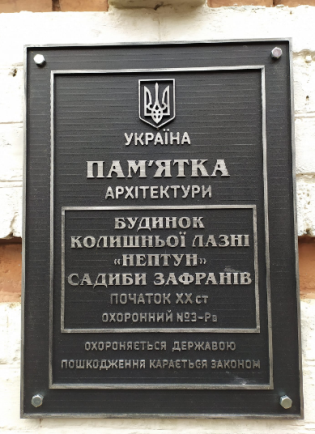 УКРАЇНА
ПАМ'ЯТКА
АРХІТЕКТУРИ
БУДИНОК
КОЛИШНЬОЇ ЛАЗНІ
«НЕПТУН»
САДИБИ ЗАФРАНІВ
ПОЧАТОК ХХ ст
ОХОРОННИЙ №3-Рв
ОХОРОНЯЄТЬСЯ ДЕРЖАВОЮ
ПОШКОДЖЕННЯ КАРАЄТЬСЯ ЗАКОНОМ